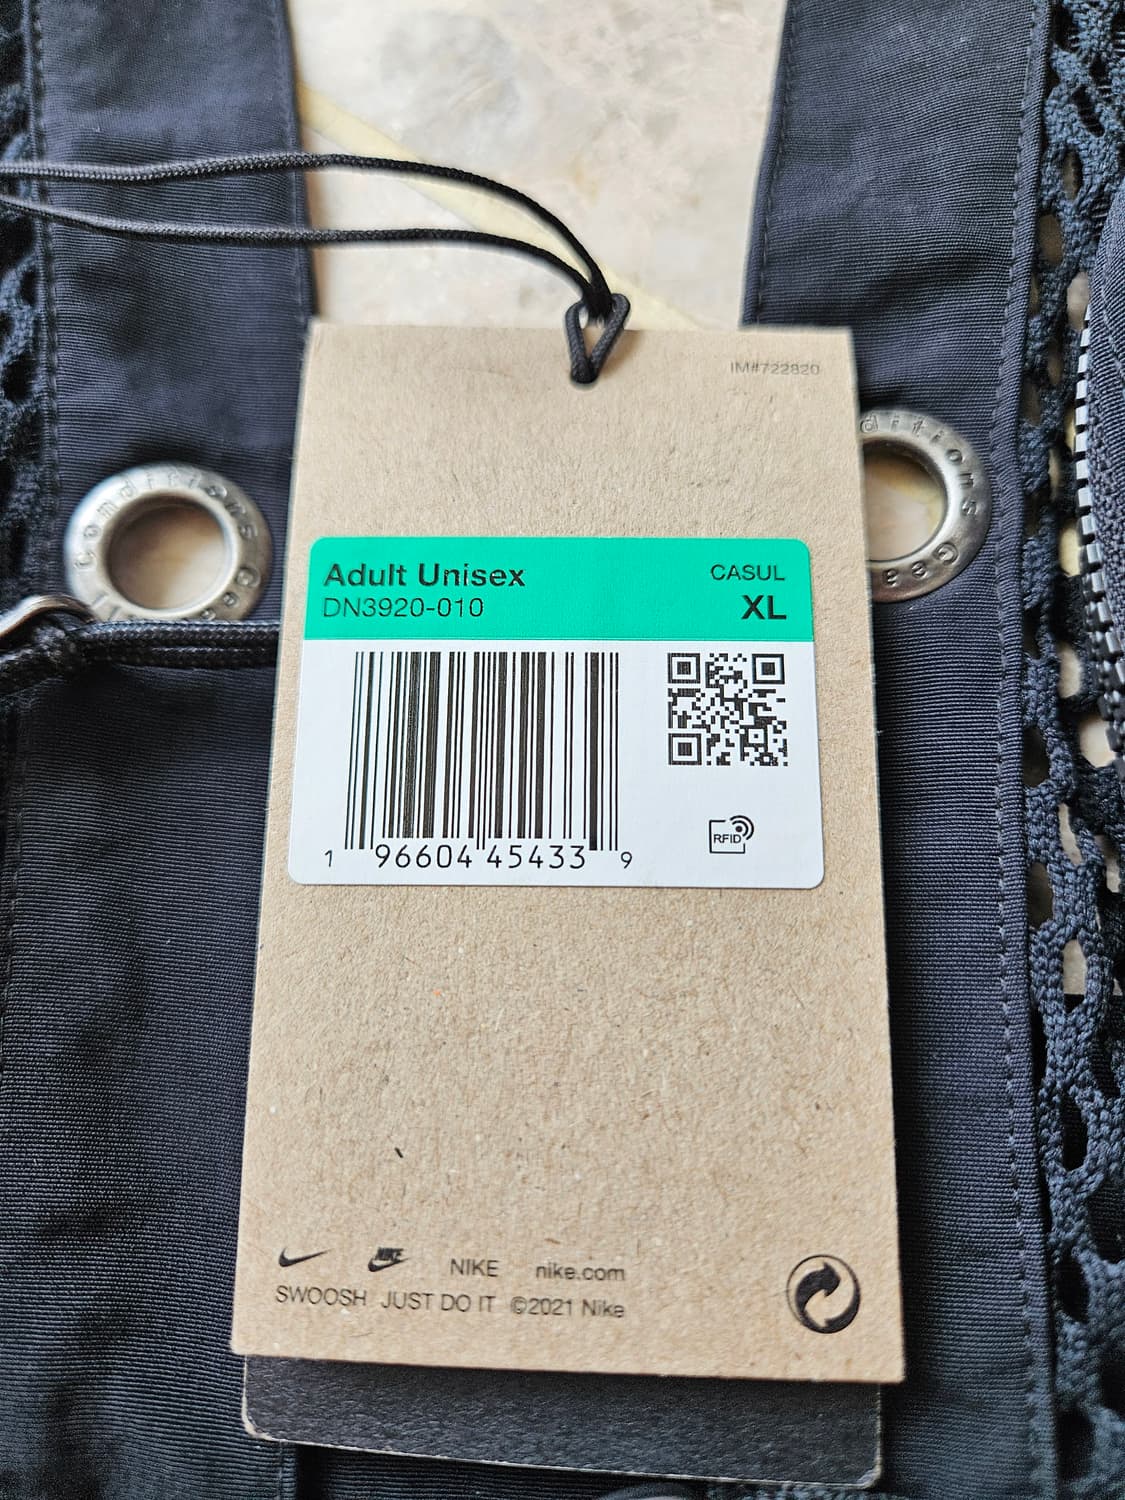 IM#722820
Adult Unisex
CASUL
DN3920-010
XL
RFID
1 96604 45433 9
NIKE NIKE nike.com
SWOOSH JUST DO IT ©2021 Nike